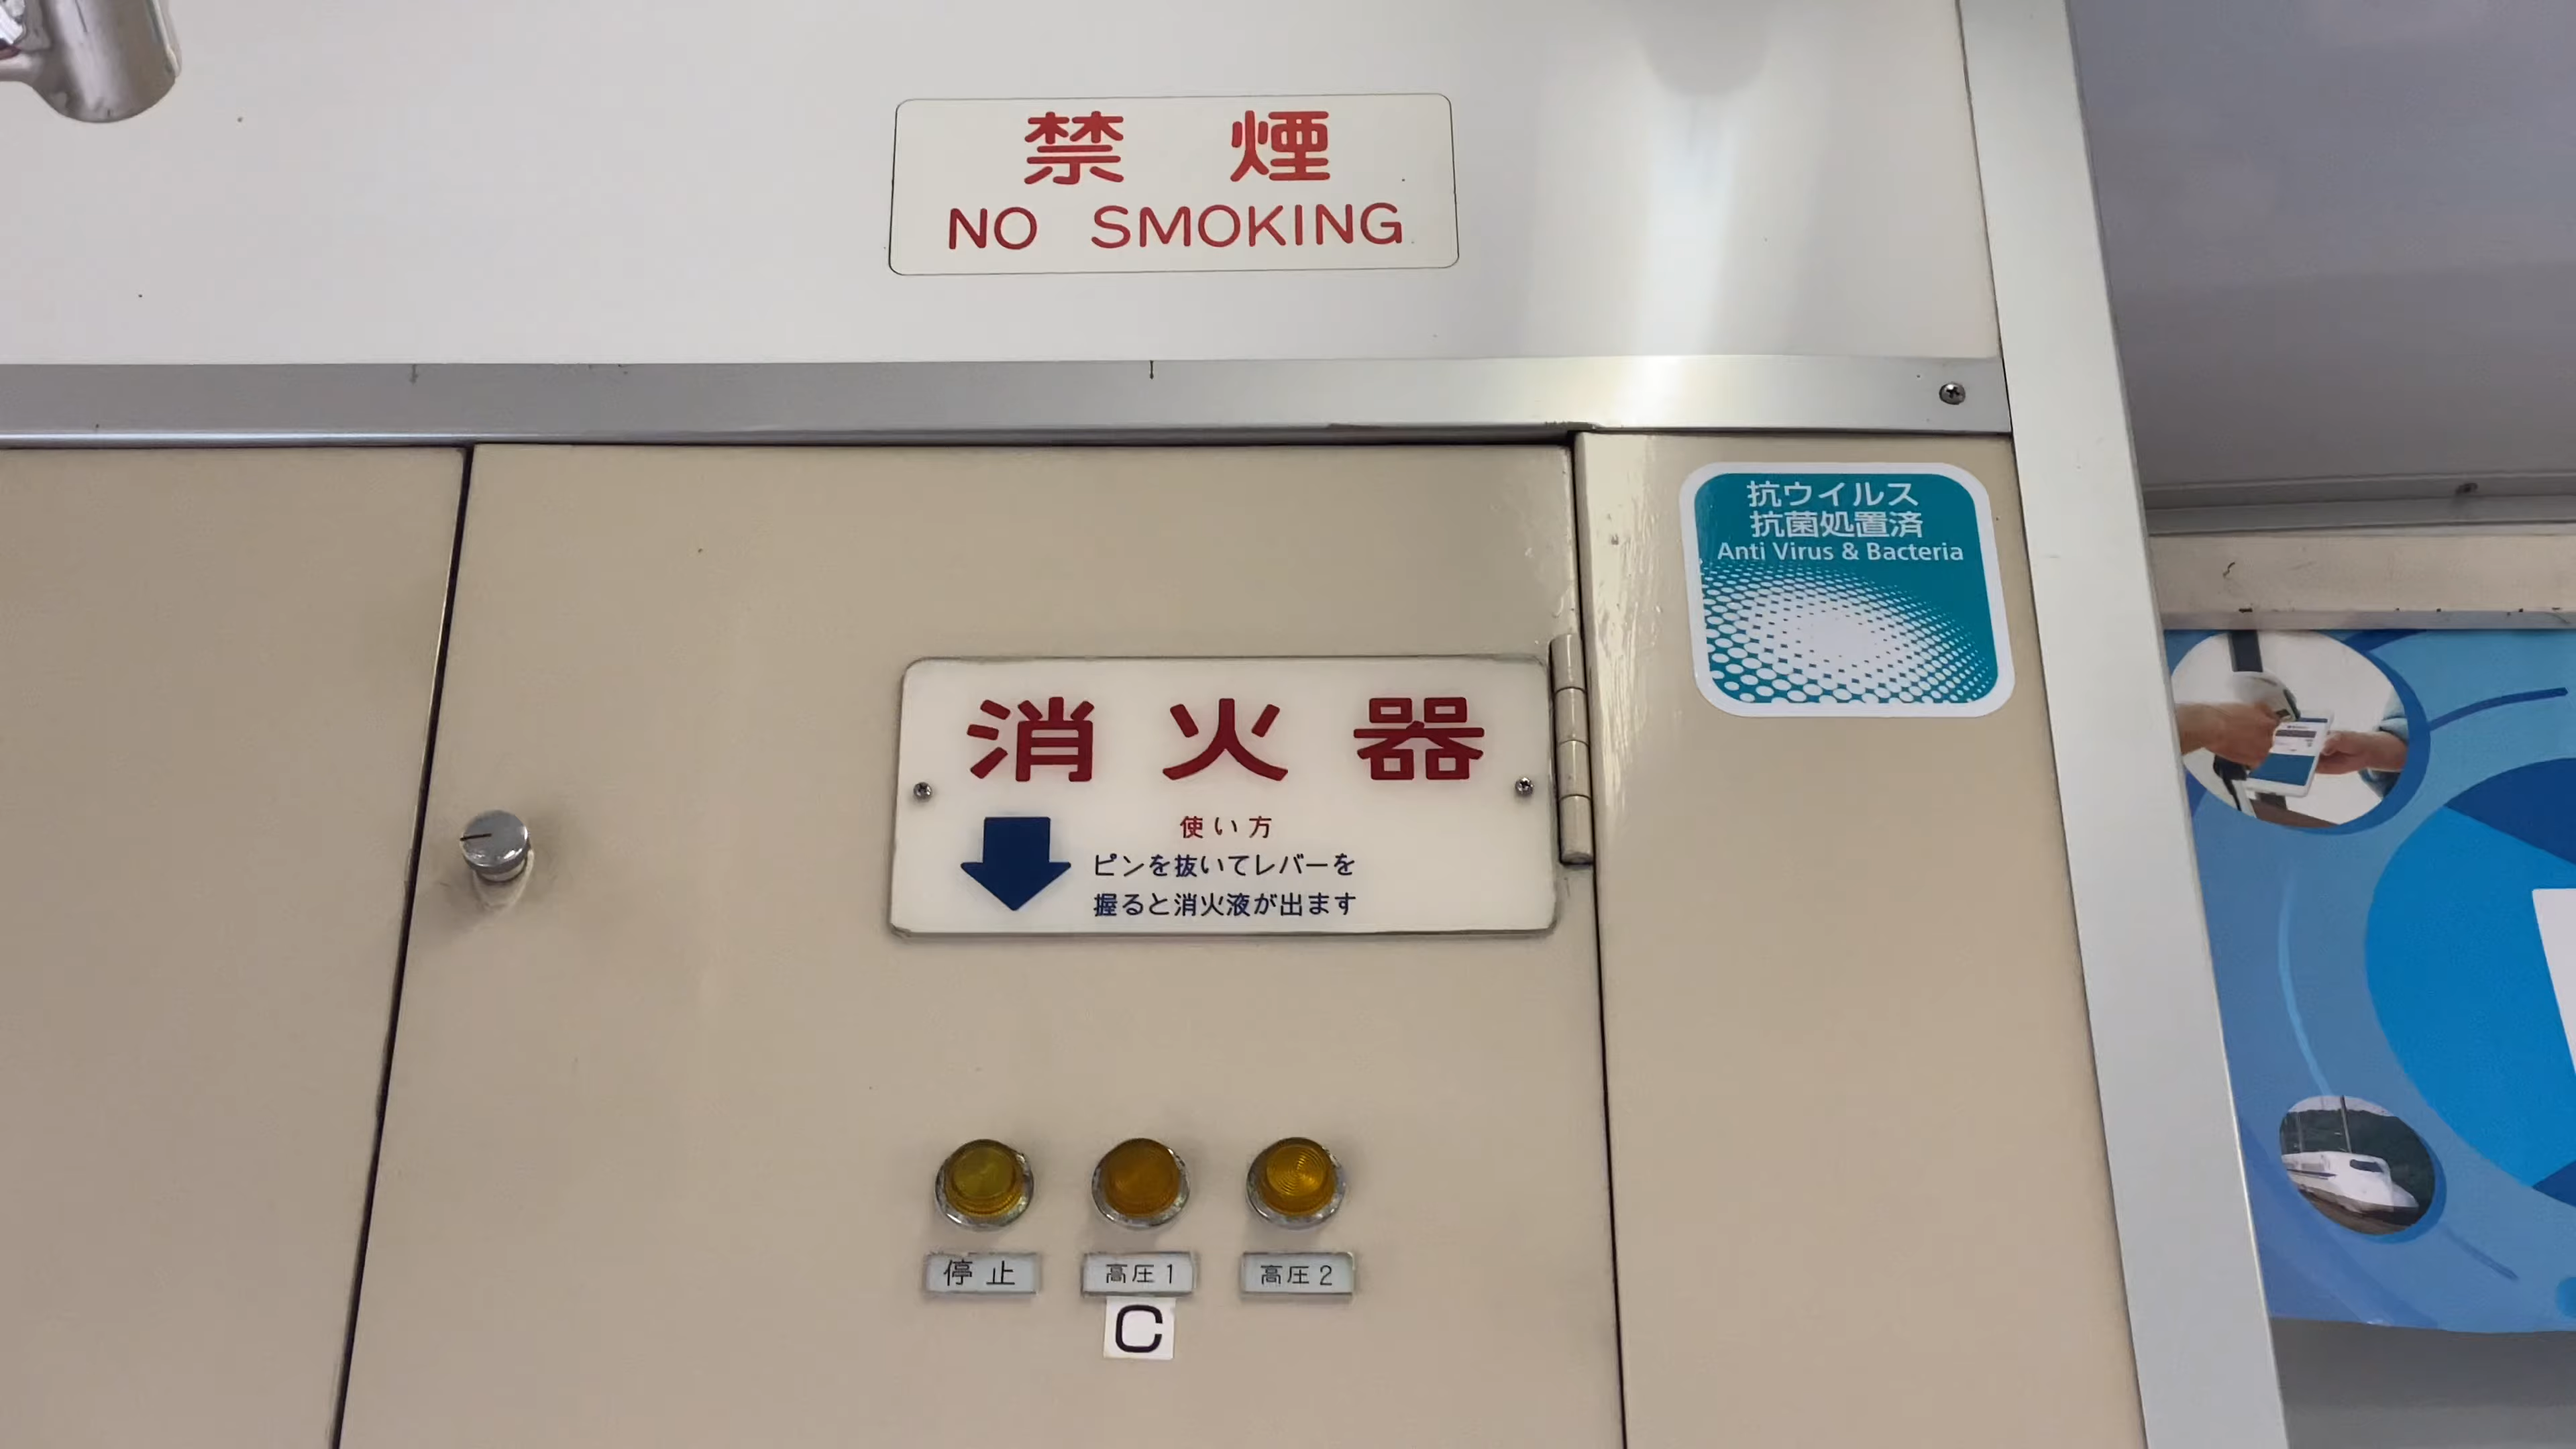 禁煙
NO SMOKING
抗ウイルス
抗菌処置済
Anti Virus & Bacteria
消火器
使い方
ピンを抜いてレバーを
握ると消火液が出ます
停止
高圧1
高圧2
C